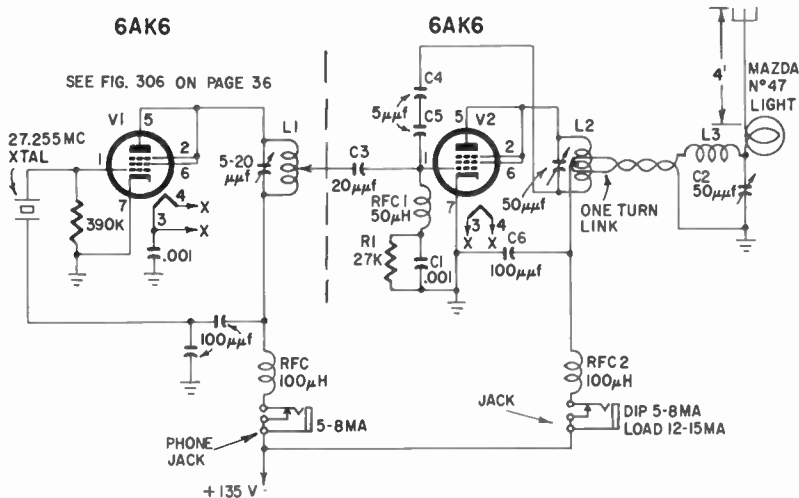 6AK6
6AK6
SEE FIG. 306 ON PAGE 36
V1
5
2
6
1
7
4
3
X
X
27.255 MC
XTAL
390K
.001
5-20
μμf
L1
C3
20μμf
C4
5μμf
C5
V2
5
2
6
1
7
3
4
X
X
RFC1
50μH
R1
27K
C1
.001
C6
100μμf
50μμf
L2
ONE TURN
LINK
L3
4'
MAZDA
N°47
LIGHT
C2
50μμf
100μμf
RFC
100μH
5-8MA
PHONE
JACK
+135 V
RFC2
100μH
JACK
DIP 5-8MA
LOAD 12-15MA